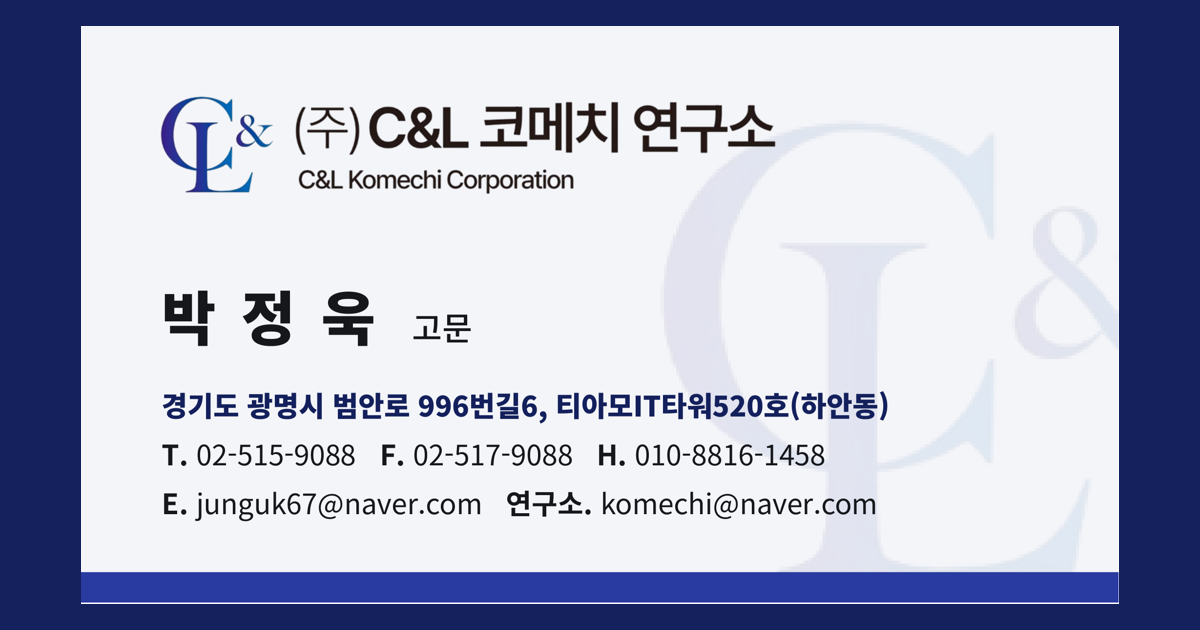 CL& (주) C&L 코메치 연구소
C&L Komechi Corporation
박 정 욱 고문
경기도 광명시 범안로 996번길6, 티아모IT타워520호(하안동)
T. 02-515-9088 F. 02-517-9088 H. 010-8816-1458
E. junguk67@naver.com 연구소. komechi@naver.com
CL&